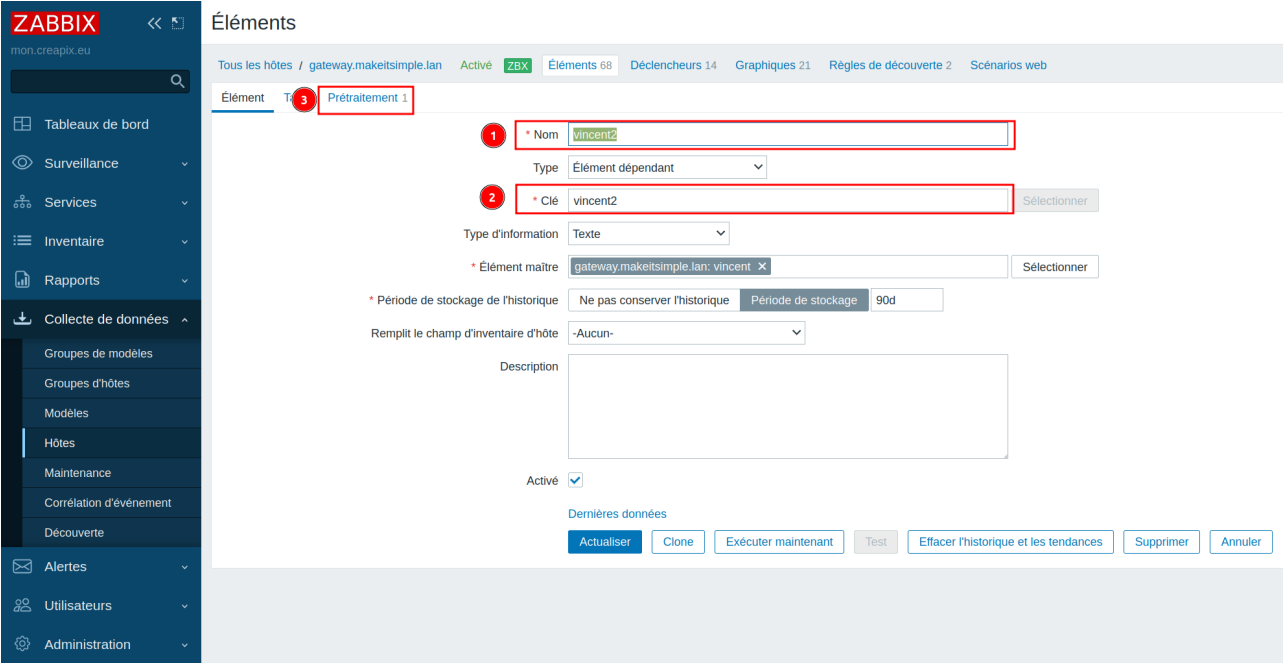 ZABBIX
mon.creapix.eu
Éléments
Tous les hôtes / gateway.makeitsimple.lan Activé ZBX Éléments 68 Déclencheurs 14 Graphiques 21 Règles de découverte 2 Scénarios web
Élément 3 Prétraitement 1
1 * Nom vincent2
Type Élément dépendant
2 * Clé vincent2 Sélectionner
Type d'information Texte
* Élément maître gateway.makeitsimple.lan: vincent Sélectionner
* Période de stockage de l'historique Ne pas conserver l'historique Période de stockage 90d
Remplit le champ d'inventaire d'hôte -Aucun-
Description
Activé
Dernières données
Actualiser Clone Exécuter maintenant Test Effacer l'historique et les tendances Supprimer Annuler
Tableaux de bord
Surveillance
Services
Inventaire
Rapports
Collecte de données
Groupes de modèles
Groupes d'hôtes
Modèles
Hôtes
Maintenance
Corrélation d'événement
Découverte
Alertes
Utilisateurs
Administration